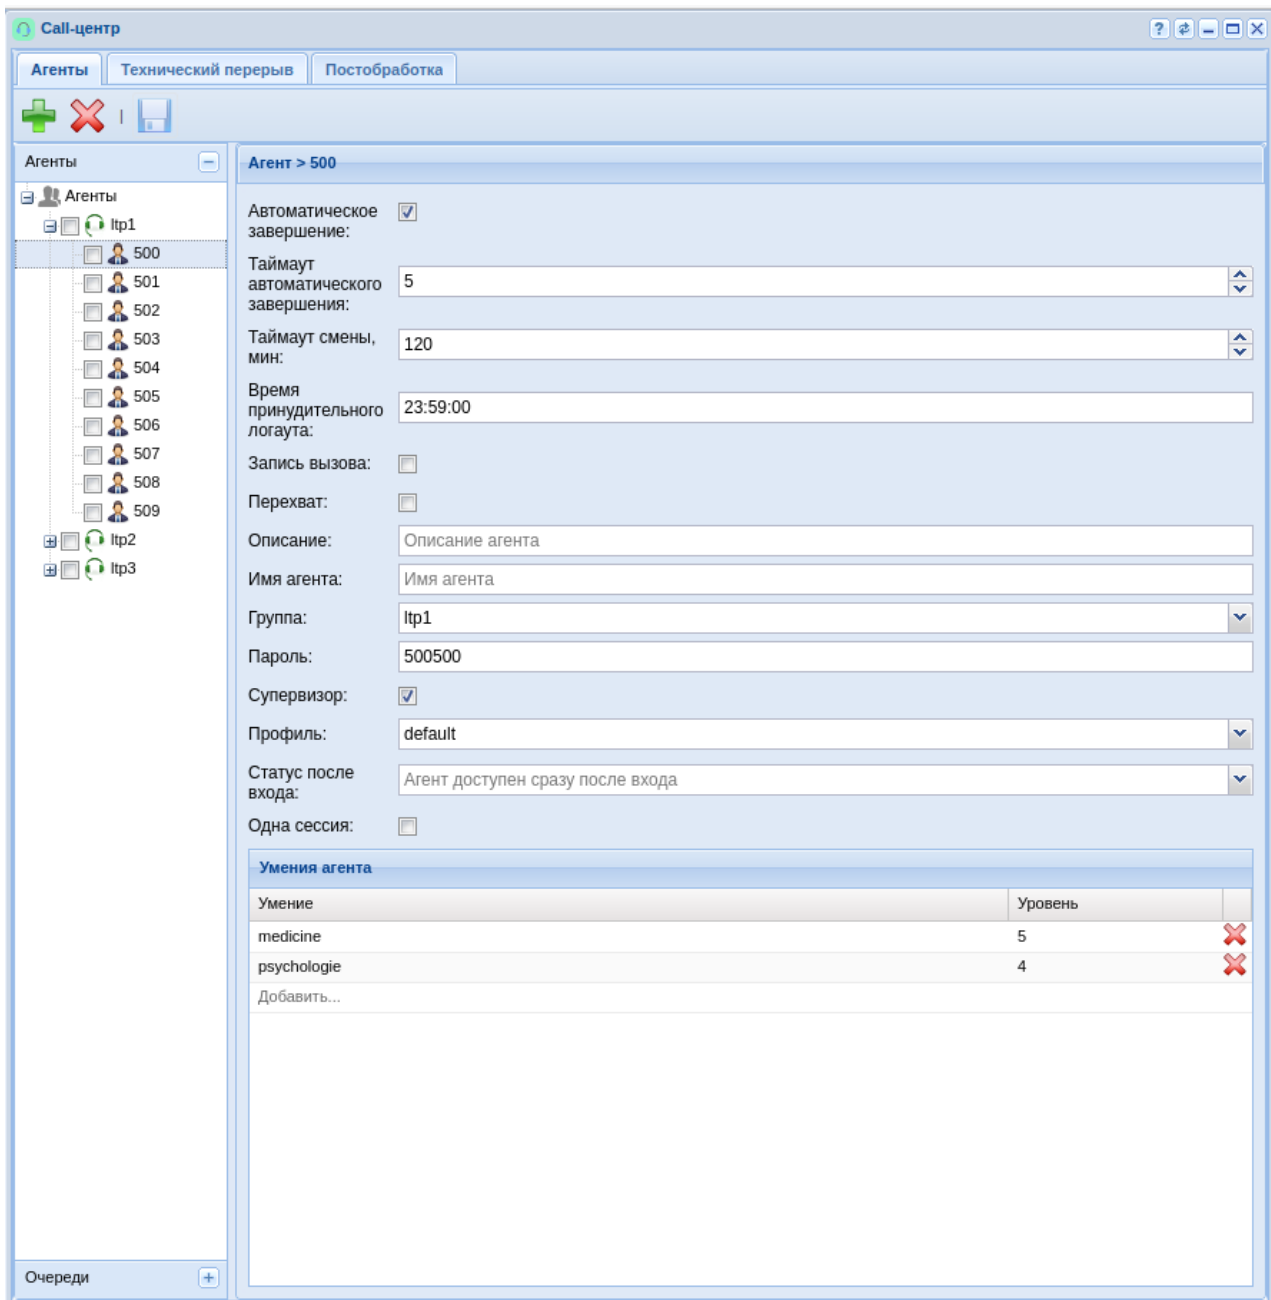 Call-центр
Агенты
Технический перерыв
Постобработка
Агенты
Агенты
ltp1
500
501
502
503
504
505
506
507
508
509
ltp2
ltp3
Очереди
Агент > 500
Автоматическое
завершение:
Таймаут
автоматического
завершения:
5
Таймаут смены,
мин:
120
Время
принудительного
логаута:
23:59:00
Запись вызова:
Перехват:
Описание:
Описание агента
Имя агента:
Имя агента
Группа:
ltp1
Пароль:
500500
Супервизор:
Профиль:
default
Статус после
входа:
Агент доступен сразу после входа
Одна сессия:
Умения агента
Умение Уровень
medicine 5
psychologie 4
Добавить...